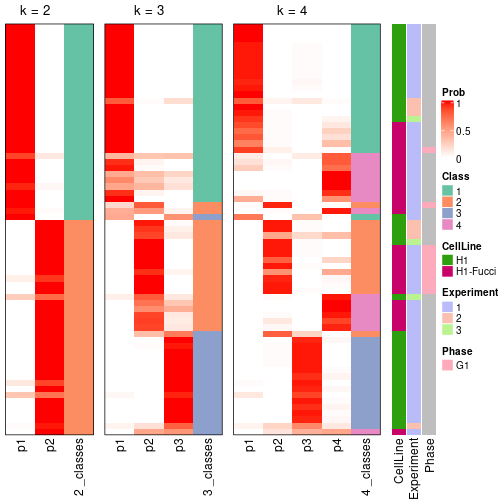 k = 2
k = 3
k = 4
p1
p2
2_classes
p1
p2
p3
3_classes
p1
p2
p3
p4
4_classes
CellLine
Experiment
Phase
Prob
1
0.5
0
Class
1
2
3
4
CellLine
H1
H1-Fucci
Experiment
1
2
3
Phase
G1